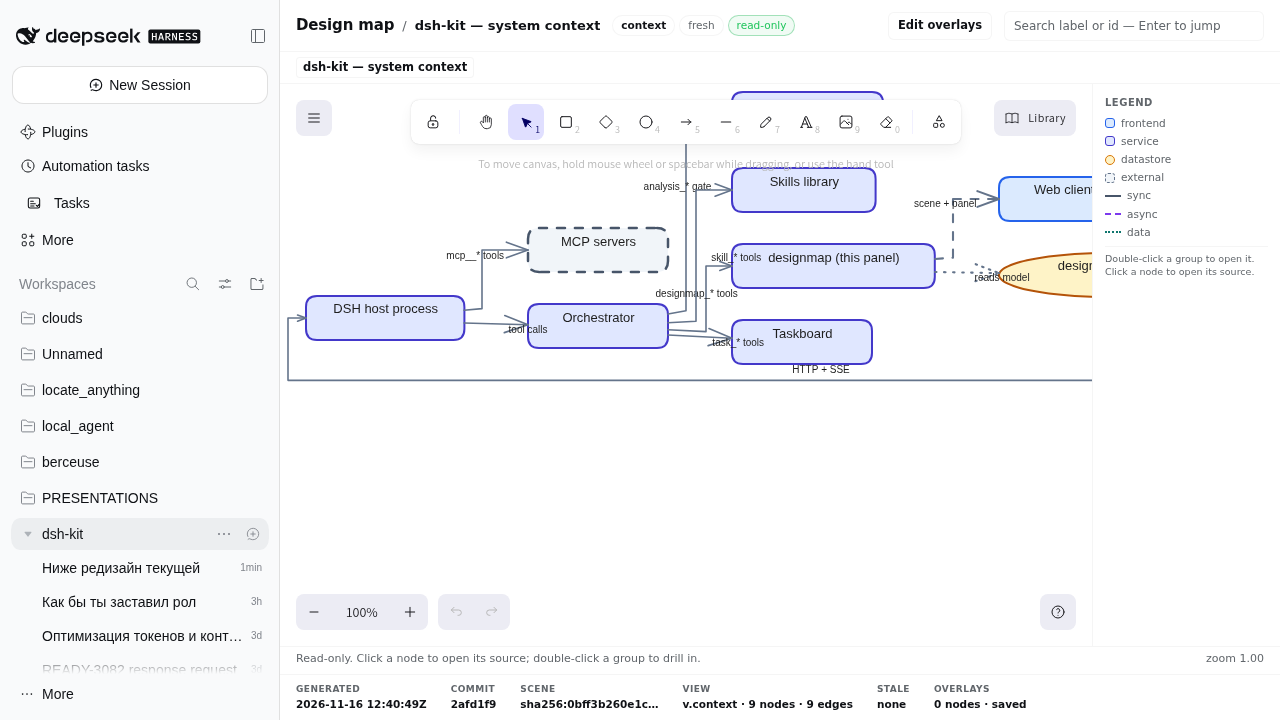 deepseek HARNESS
New Session
Plugins
Automation tasks
Tasks
More
Workspaces
clouds
Unnamed
locate_anything
local_agent
berceuse
PRESENTATIONS
dsh-kit
Ниже редизайн текущей 1min
Как бы ты заставил рол 3h
Оптимизация токенов и конт… 3d
READY-3082 response request 3d
More
Design map / dsh-kit — system context context fresh read-only
Edit overlays
Search label or id — Enter to jump
dsh-kit — system context
1 2 3 4 5 6 7 8 9 0
Library
To move canvas, hold mouse wheel or spacebar while dragging, or use the hand tool
analysis_* gate
Skills library
scene + panel
Web client
MCP servers
mcp__* tools
skill_* tools
designmap (this panel)
design
reads model
designmap_* tools
DSH host process
Orchestrator
tool calls
Taskboard
task_* tools
HTTP + SSE
LEGEND
frontend
service
datastore
external
sync
async
data
Double-click a group to open it.
Click a node to open its source.
100%
Read-only. Click a node to open its source; double-click a group to drill in.
zoom 1.00
GENERATED COMMIT SCENE VIEW STALE OVERLAYS
2026-11-16 12:40:49Z 2afd1f9 sha256:0bff3b260e1c… v.context · 9 nodes · 9 edges none 0 nodes · saved